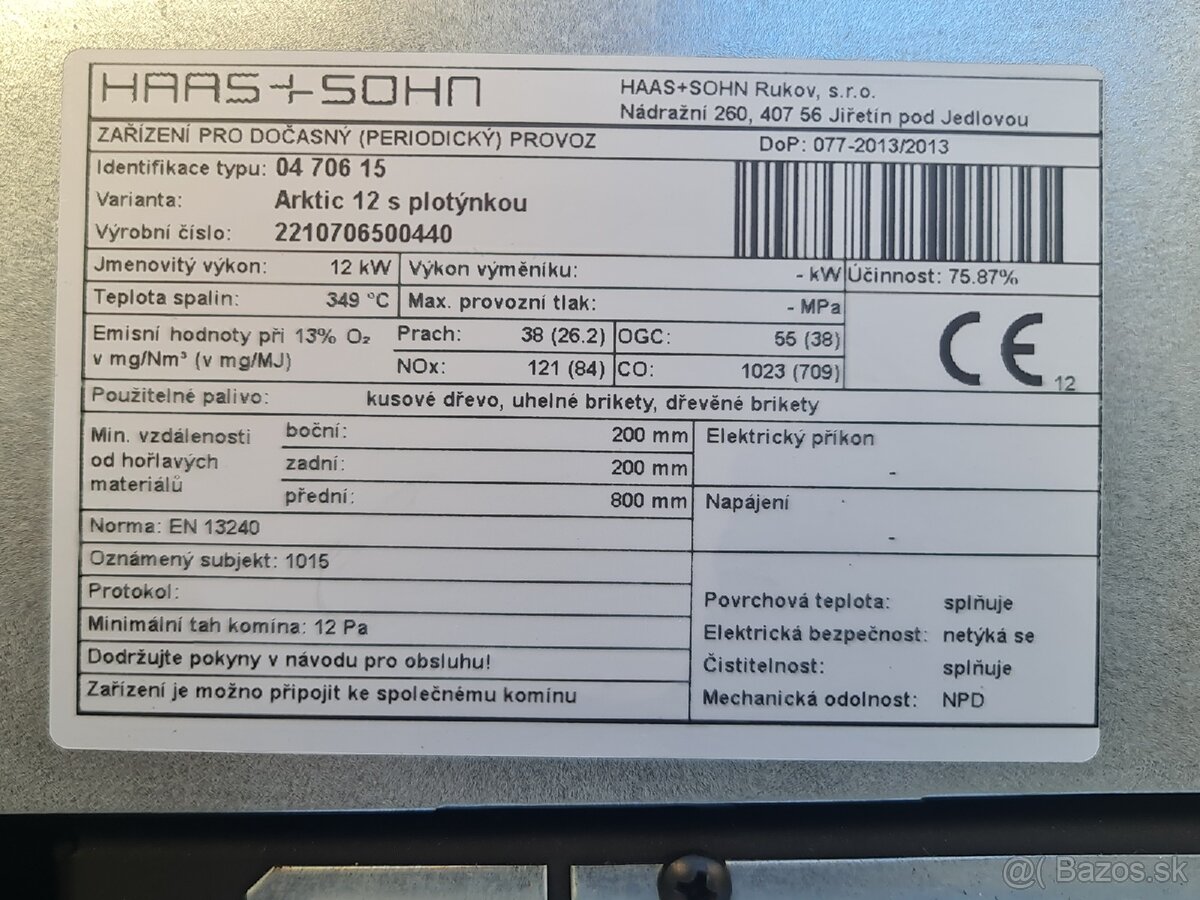 HAAS+SOHN
HAAS+SOHN Rukov, s.r.o.
Nádražní 260, 407 56 Jiřetín pod Jedlovou
ZAŘÍZENÍ PRO DOČASNÝ (PERIODICKÝ) PROVOZ
DoP: 077-2013/2013
Identifikace typu: 04 706 15
Varianta: Arktic 12 s plotýnkou
Výrobní číslo: 2210706500440
Jmenovitý výkon: 12 kW Výkon výměníku: - kW Účinnost: 75.87%
Teplota spalin: 349 °C Max. provozní tlak: - MPa
Emisní hodnoty při 13% O₂
v mg/Nm³ (v mg/MJ)
Prach: 38 (26.2) OGC: 55 (38)
NOx: 121 (84) CO: 1023 (709)
CE 12
Použitelné palivo: kusové dřevo, uhelné brikety, dřevěné brikety
Min. vzdálenosti
od hořlavých
materiálů
boční: 200 mm
zadní: 200 mm
přední: 800 mm
Elektrický příkon
-
Napájení
-
Norma: EN 13240
Oznámený subjekt: 1015
Protokol:
Minimální tah komína: 12 Pa
Dodržujte pokyny v návodu pro obsluhu!
Zařízení je možno připojit ke společnému komínu
Povrchová teplota: splňuje
Elektrická bezpečnost: netýká se
Čistitelnost: splňuje
Mechanická odolnost: NPD
@( Bazos.sk